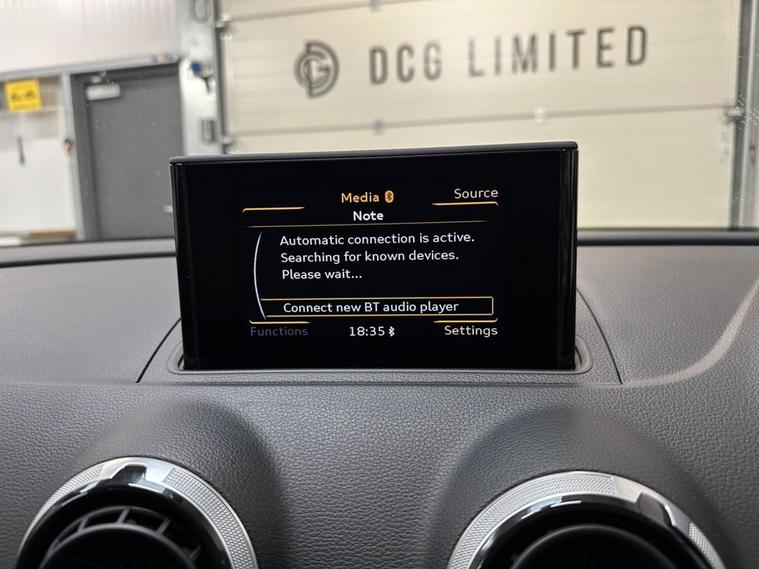 DCG LIMITED
Media
Source
Note
Automatic connection is active.
Searching for known devices.
Please wait...
Connect new BT audio player
Functions
18:35
Settings